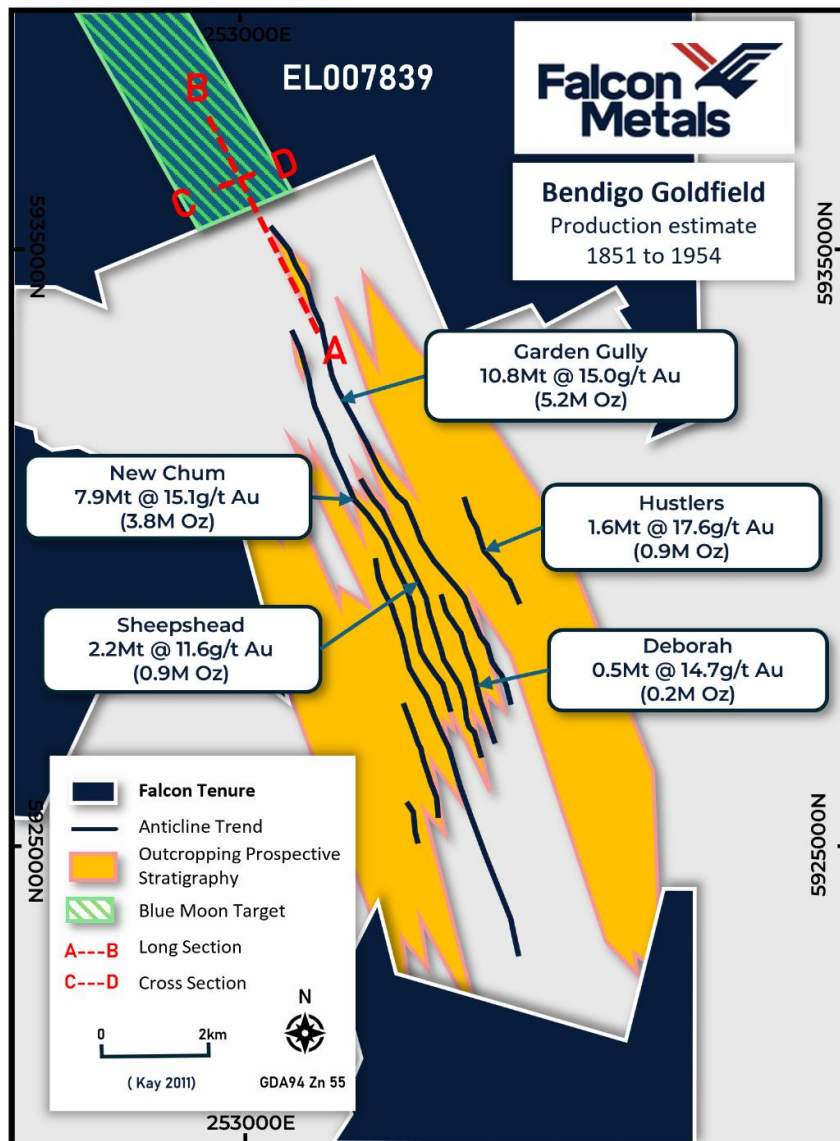 253000E
EL007839
Falcon
Metals
Bendigo Goldfield
Production estimate
1851 to 1954
B
D
C
A
5935000N
5935000N
Garden Gully
10.8Mt @ 15.0g/t Au
(5.2M Oz)
New Chum
7.9Mt @ 15.1g/t Au
(3.8M Oz)
Hustlers
1.6Mt @ 17.6g/t Au
(0.9M Oz)
Sheepshead
2.2Mt @ 11.6g/t Au
(0.9M Oz)
Deborah
0.5Mt @ 14.7g/t Au
(0.2M Oz)
5925000N
5925000N
Falcon Tenure
Anticline Trend
Outcropping Prospective
Stratigraphy
Blue Moon Target
A---B Long Section
C---D Cross Section
0 2km
N
( Kay 2011)
GDA94 Zn 55
253000E